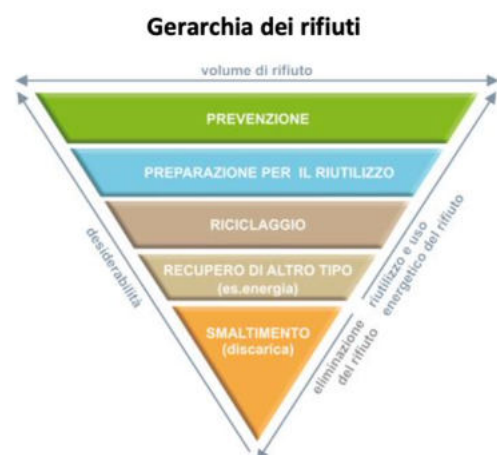 Gerarchia dei rifiuti
volume di rifiuto
PREVENZIONE
PREPARAZIONE PER IL RIUTILIZZO
RICICLAGGIO
RECUPERO DI ALTRO TIPO
(es.energia)
SMALTIMENTO
(discarica)
desiderabilità
riutilizzo e uso
energetico del rifiuto
eliminazione
del rifiuto